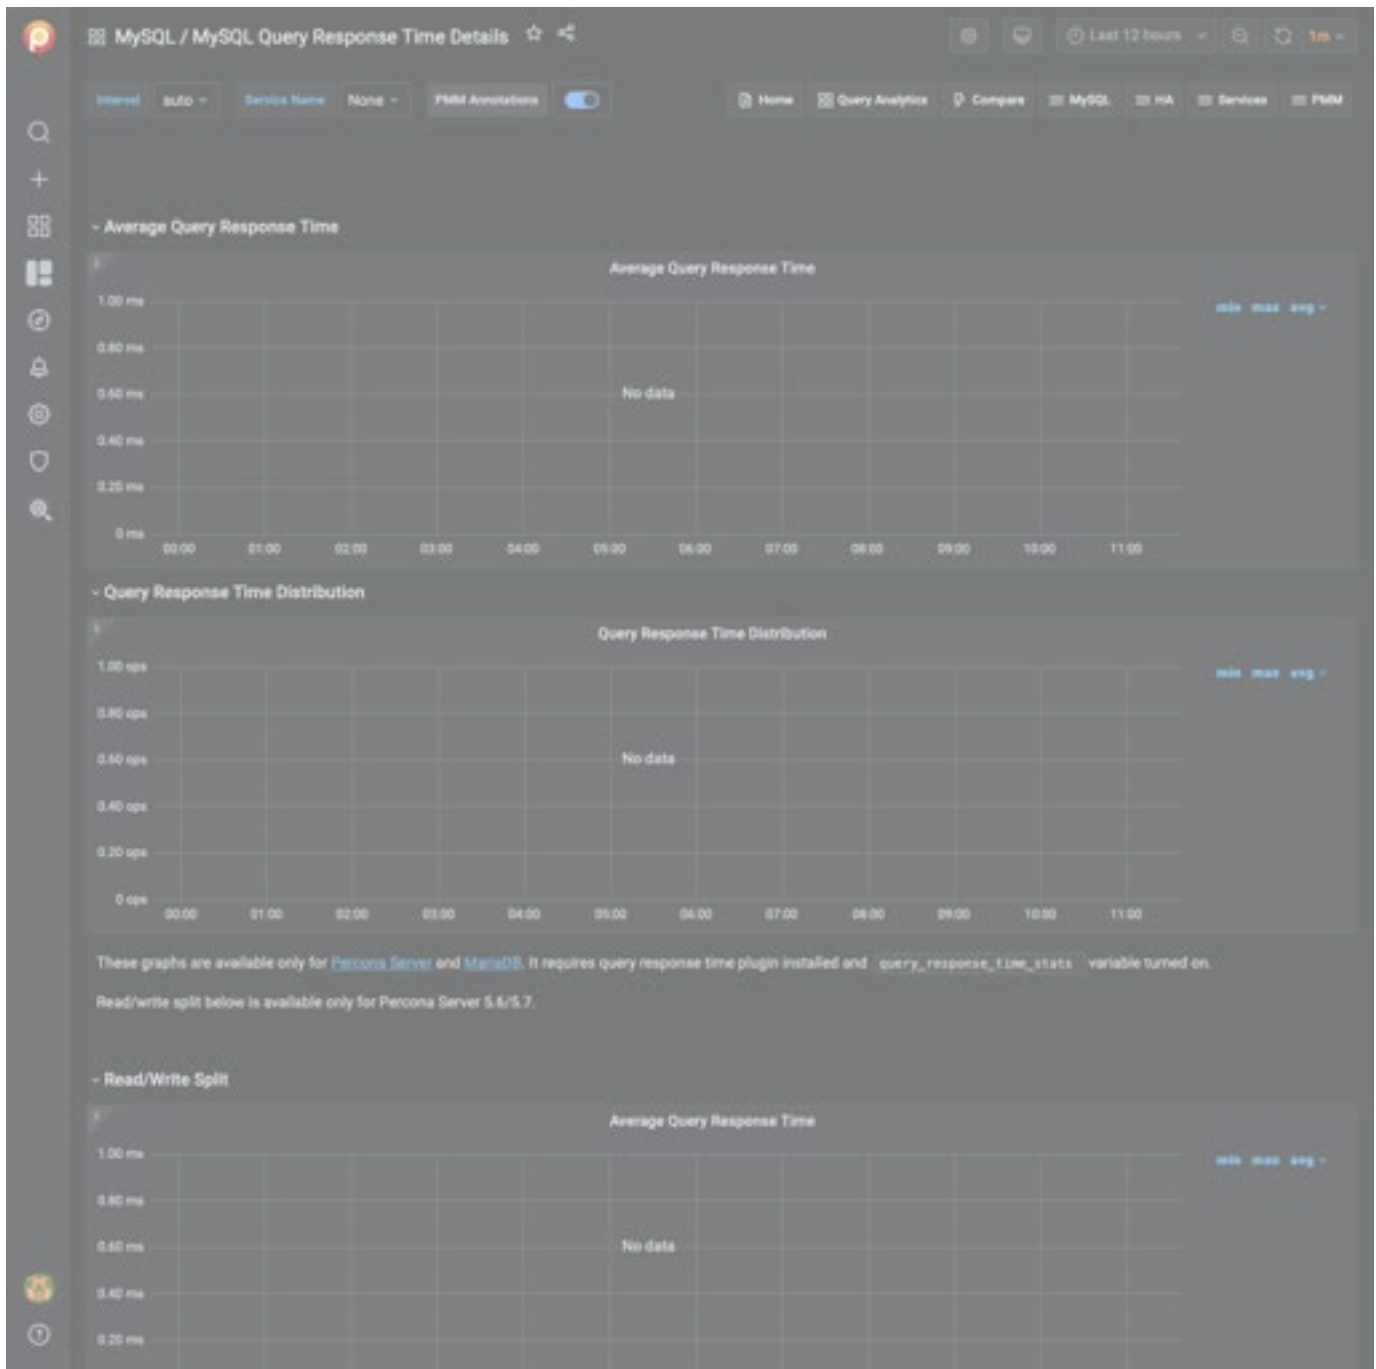 MySQL / MySQL Query Response Time Details
Last 12 hours 1m
Interval auto Service Name None PMM Annotations Home Query Analytics Compare MySQL HA Services PMM
Average Query Response Time
Average Query Response Time
min max avg
1.00 ms
0.80 ms
0.60 ms
No data
0.40 ms
0.20 ms
0 ms
00:00 01:00 02:00 03:00 04:00 05:00 06:00 07:00 08:00 09:00 10:00 11:00
Query Response Time Distribution
Query Response Time Distribution
min max avg
1.00 ops
0.80 ops
0.60 ops
No data
0.40 ops
0.20 ops
0 ops
00:00 01:00 02:00 03:00 04:00 05:00 06:00 07:00 08:00 09:00 10:00 11:00
These graphs are available only for Percona Server and MariaDB. It requires query response time plugin installed and query_response_time_stats variable turned on.
Read/write split below is available only for Percona Server 5.6/5.7.
Read/Write Split
Average Query Response Time
min max avg
1.00 ms
0.80 ms
0.60 ms
No data
0.40 ms
0.20 ms